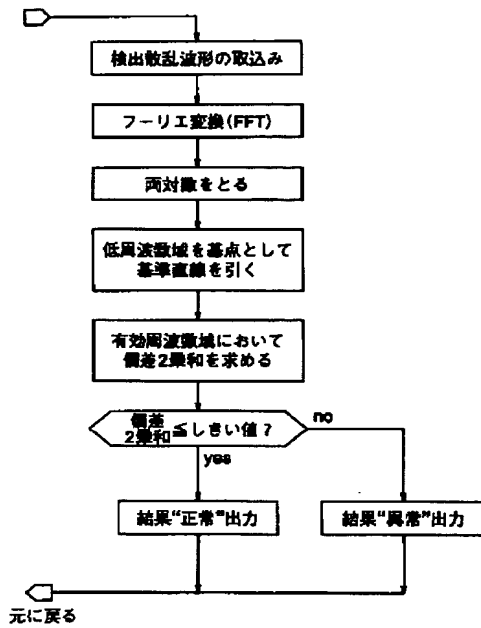 検出散乱波形の取込み
フーリエ変換(FFT)
両対数をとる
低周波数域を基点として
基準直線を引く
有効周波数域において
偏差2乗和を求める
偏差
2乗和
≦しきい値？
no
yes
結果“正常”出力
結果“異常”出力
元に戻る